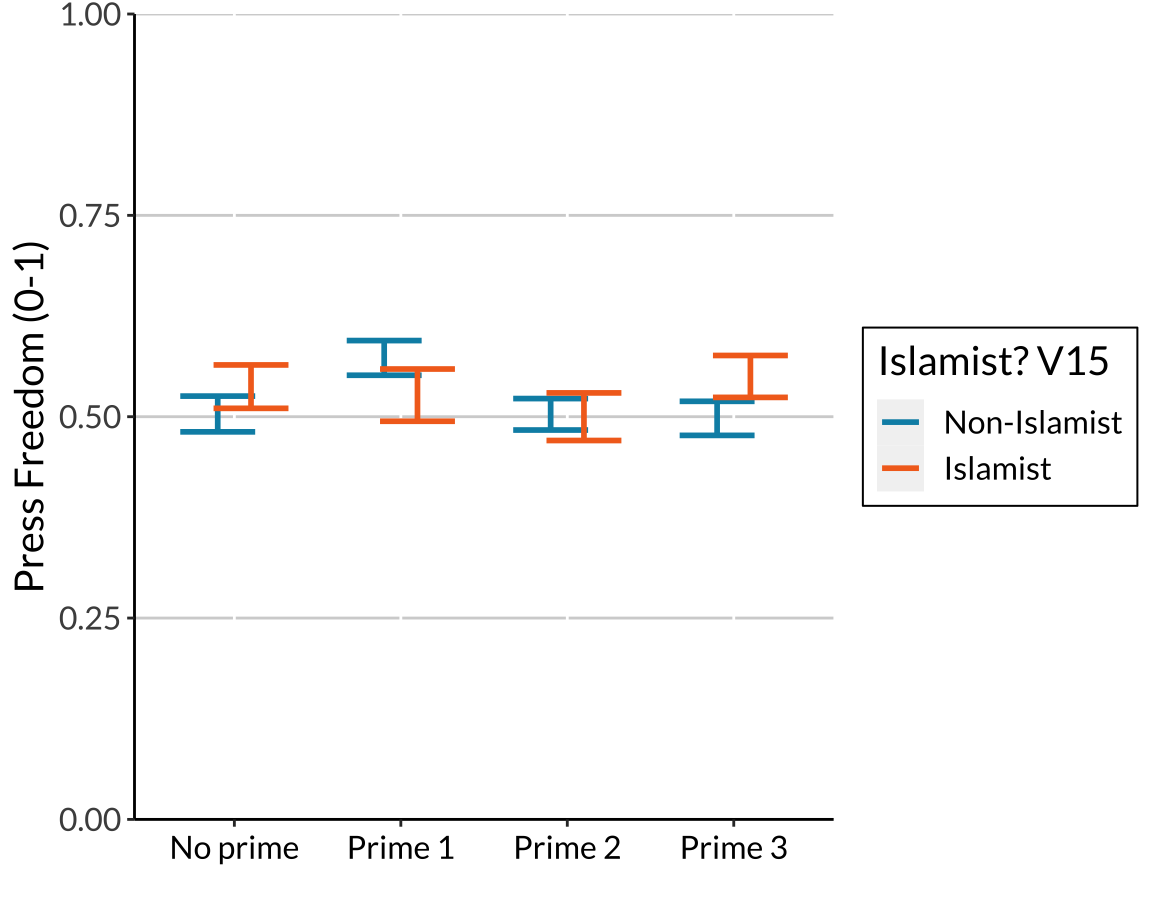 Press Freedom (0-1)
1.00
0.75
0.50
0.25
0.00
No prime Prime 1 Prime 2 Prime 3
Islamist? V15
Non-Islamist
Islamist